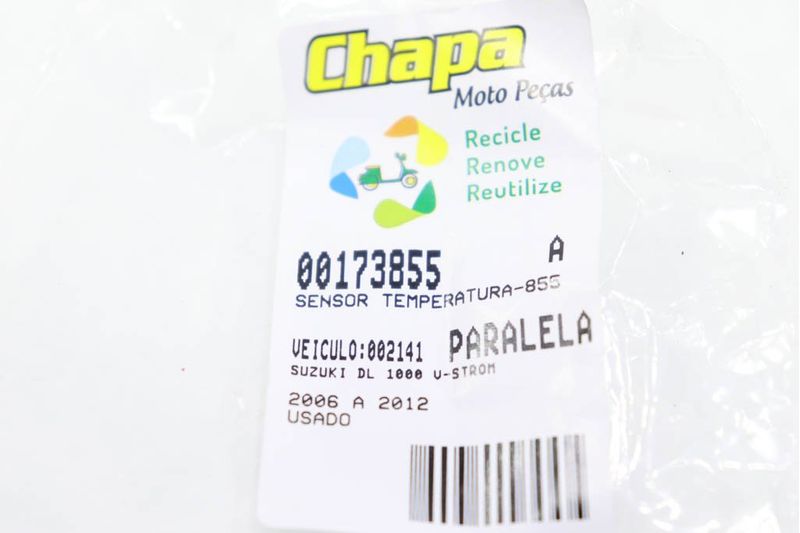 Chapa
Moto Peças
Recicle
Renove
Reutilize
00173855 A
SENSOR TEMPERATURA-855
VEICULO:002141 PARALELA
SUZUKI DL 1000 V-STROM
2006 A 2012
USADO